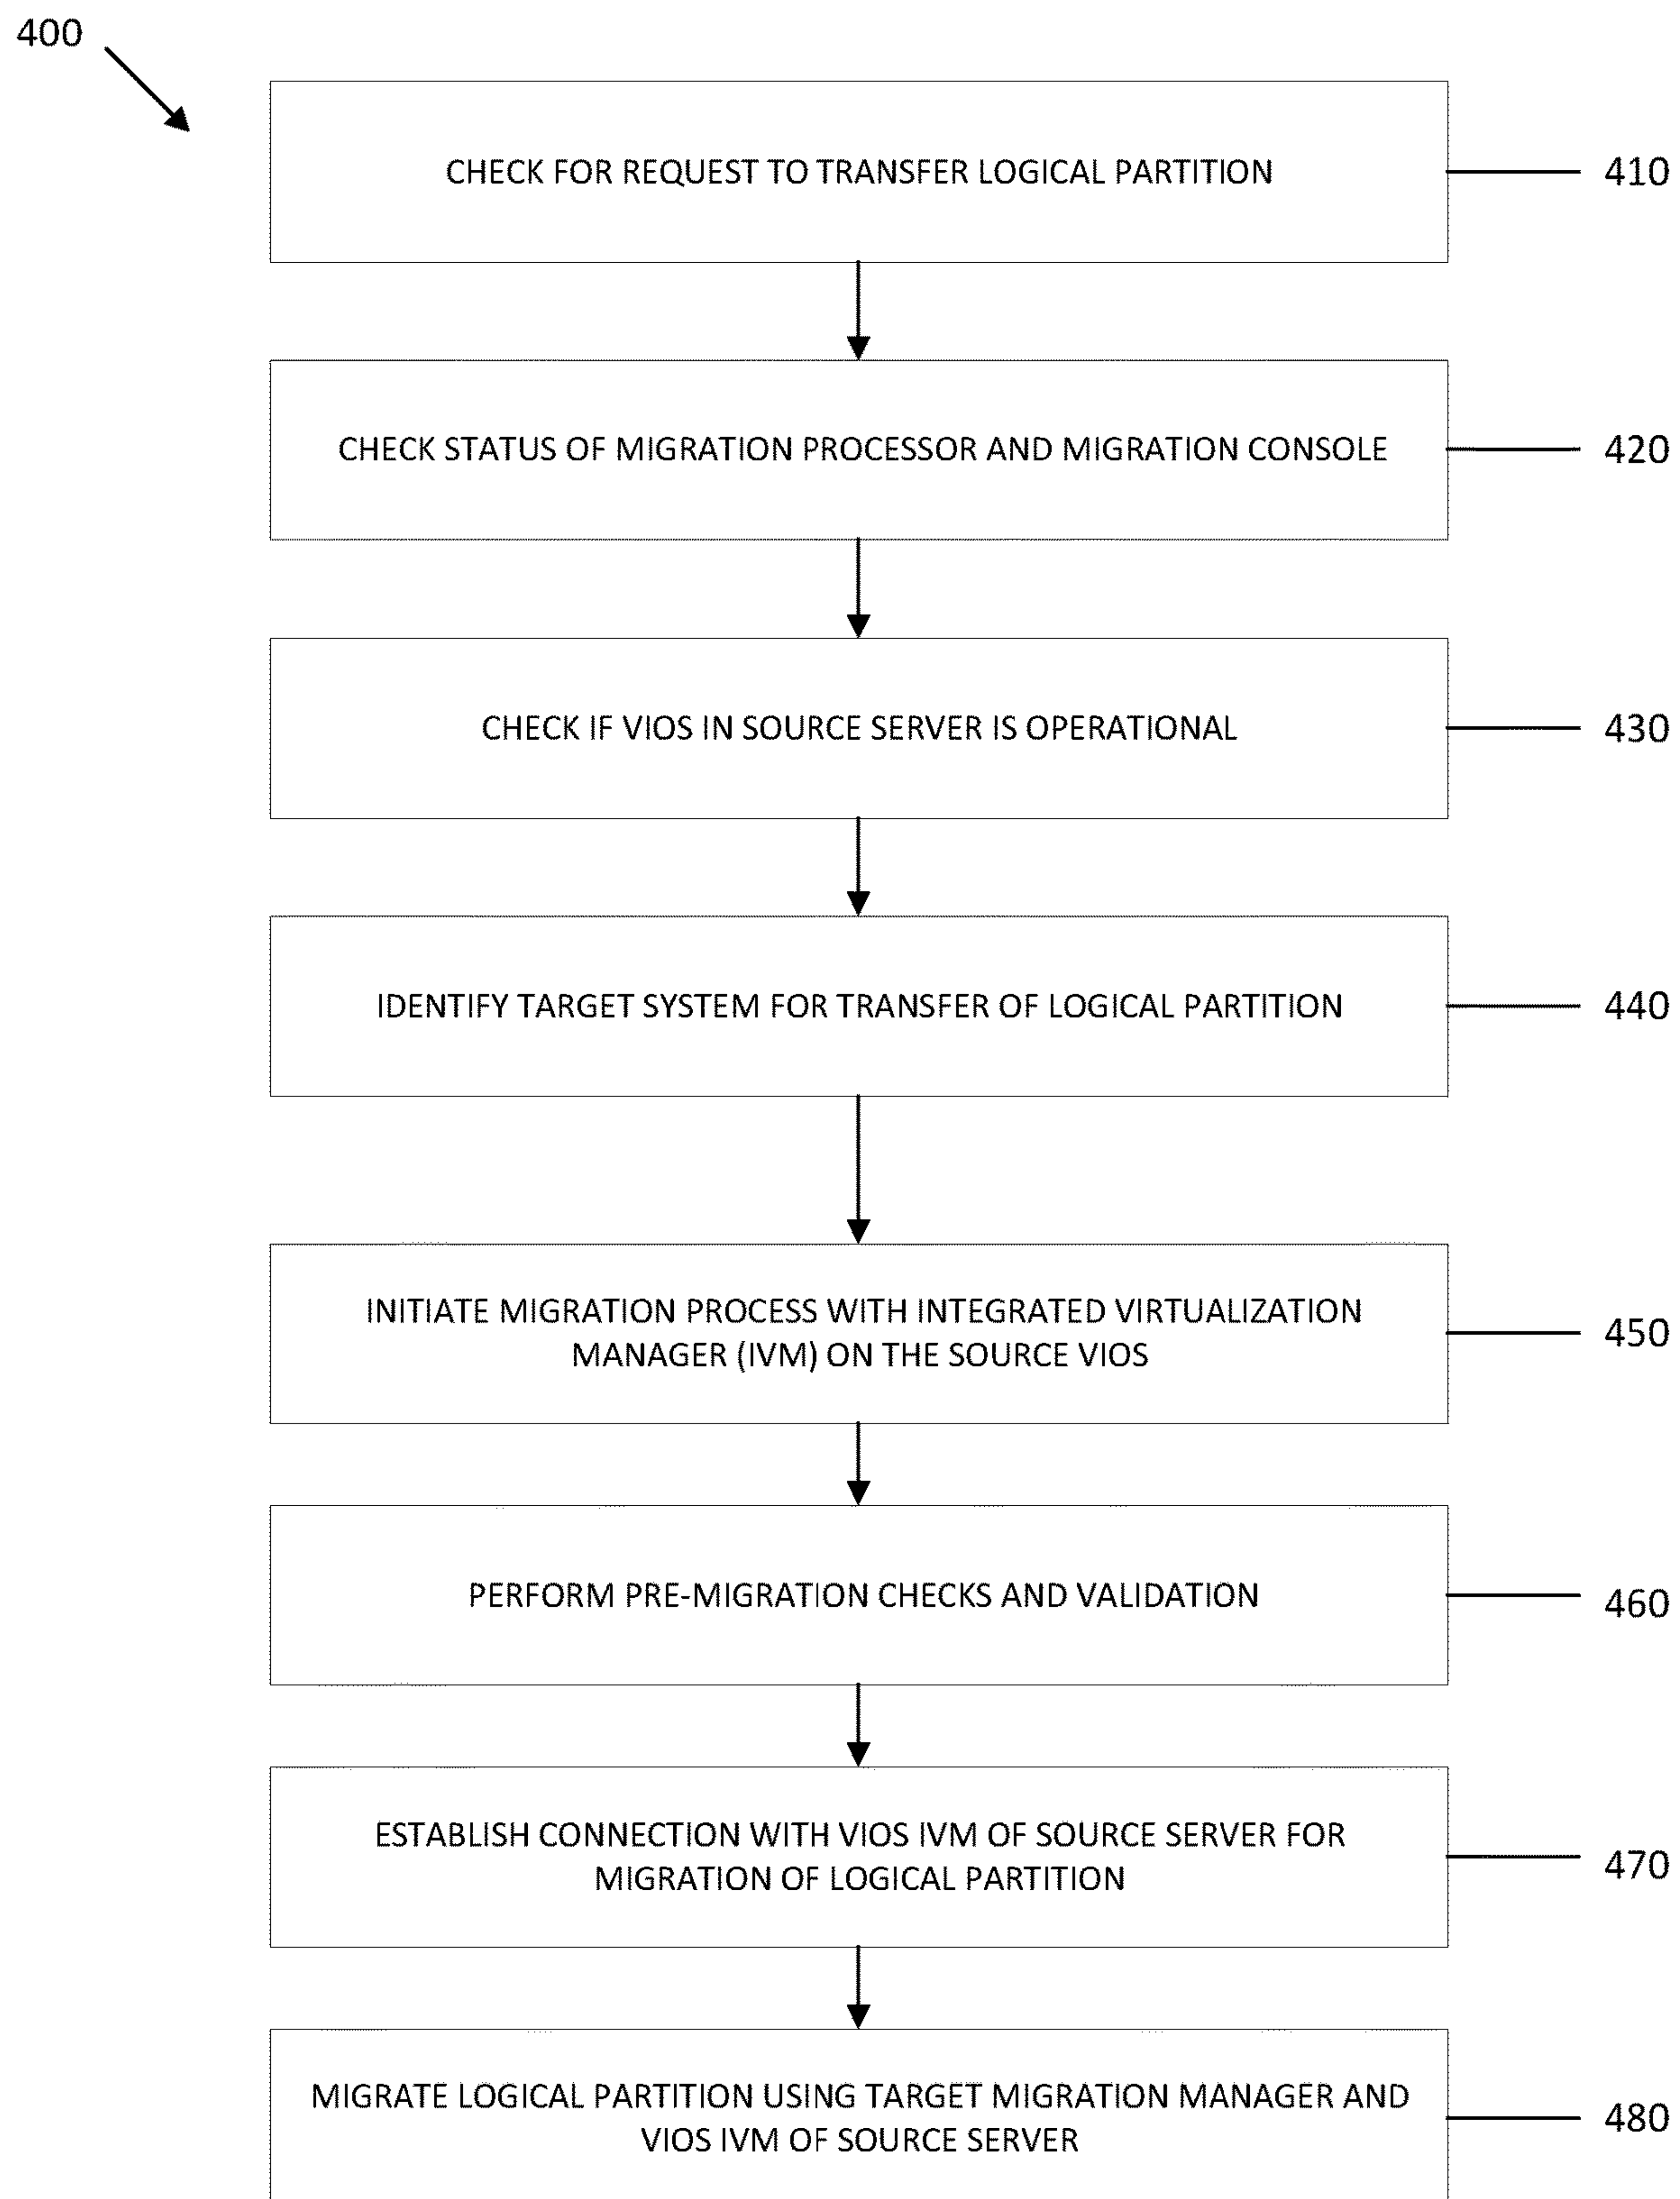 400
CHECK FOR REQUEST TO TRANSFER LOGICAL PARTITION
410
CHECK STATUS OF MIGRATION PROCESSOR AND MIGRATION CONSOLE
420
CHECK IF VIOS IN SOURCE SERVER IS OPERATIONAL
430
IDENTIFY TARGET SYSTEM FOR TRANSFER OF LOGICAL PARTITION
440
INITIATE MIGRATION PROCESS WITH INTEGRATED VIRTUALIZATION
MANAGER (IVM) ON THE SOURCE VIOS
450
PERFORM PRE-MIGRATION CHECKS AND VALIDATION
460
ESTABLISH CONNECTION WITH VIOS IVM OF SOURCE SERVER FOR
MIGRATION OF LOGICAL PARTITION
470
MIGRATE LOGICAL PARTITION USING TARGET MIGRATION MANAGER AND
VIOS IVM OF SOURCE SERVER
480